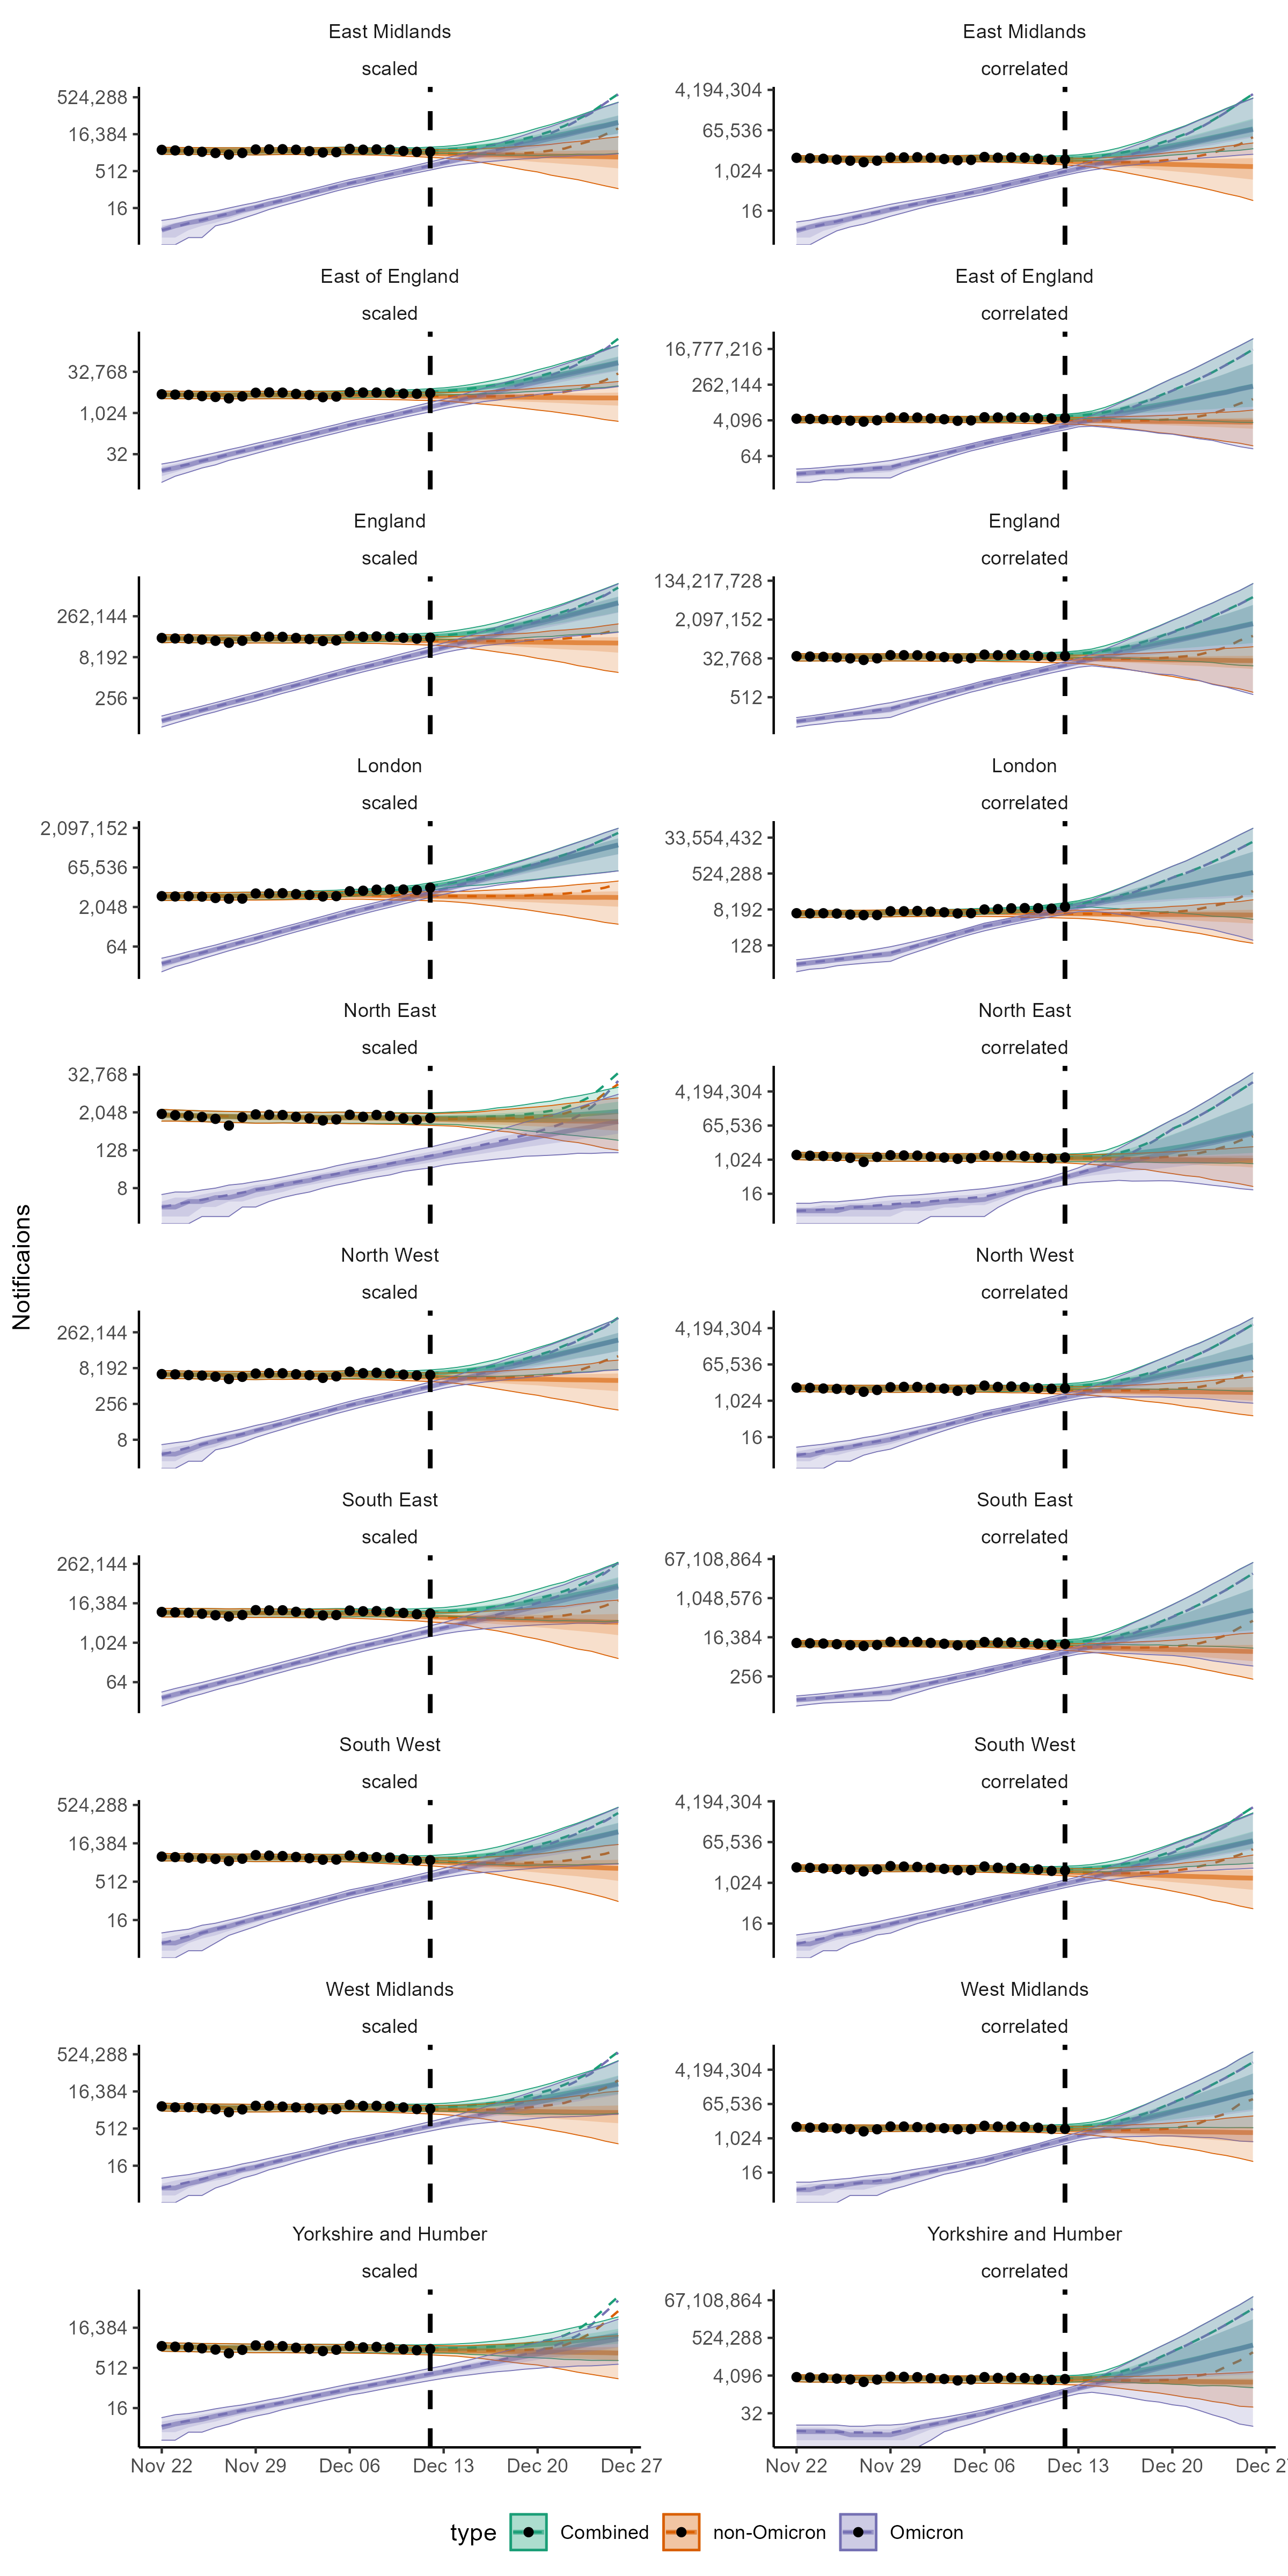 East Midlands
East Midlands
scaled
correlated
524,288
16,384
512
16
4,194,304
65,536
1,024
16
East of England
East of England
scaled
correlated
32,768
1,024
32
16,777,216
262,144
4,096
64
England
England
scaled
correlated
262,144
8,192
256
134,217,728
2,097,152
32,768
512
London
London
scaled
correlated
2,097,152
65,536
2,048
64
33,554,432
524,288
8,192
128
North East
North East
scaled
correlated
32,768
2,048
128
8
4,194,304
65,536
1,024
16
Notificaions
North West
North West
scaled
correlated
262,144
8,192
256
8
4,194,304
65,536
1,024
16
South East
South East
scaled
correlated
262,144
16,384
1,024
64
67,108,864
1,048,576
16,384
256
South West
South West
scaled
correlated
524,288
16,384
512
16
4,194,304
65,536
1,024
16
West Midlands
West Midlands
scaled
correlated
524,288
16,384
512
16
4,194,304
65,536
1,024
16
Yorkshire and Humber
Yorkshire and Humber
scaled
correlated
16,384
512
16
67,108,864
524,288
4,096
32
Nov 22 Nov 29 Dec 06 Dec 13 Dec 20 Dec 27
Nov 22 Nov 29 Dec 06 Dec 13 Dec 20 Dec 2
type Combined non-Omicron Omicron